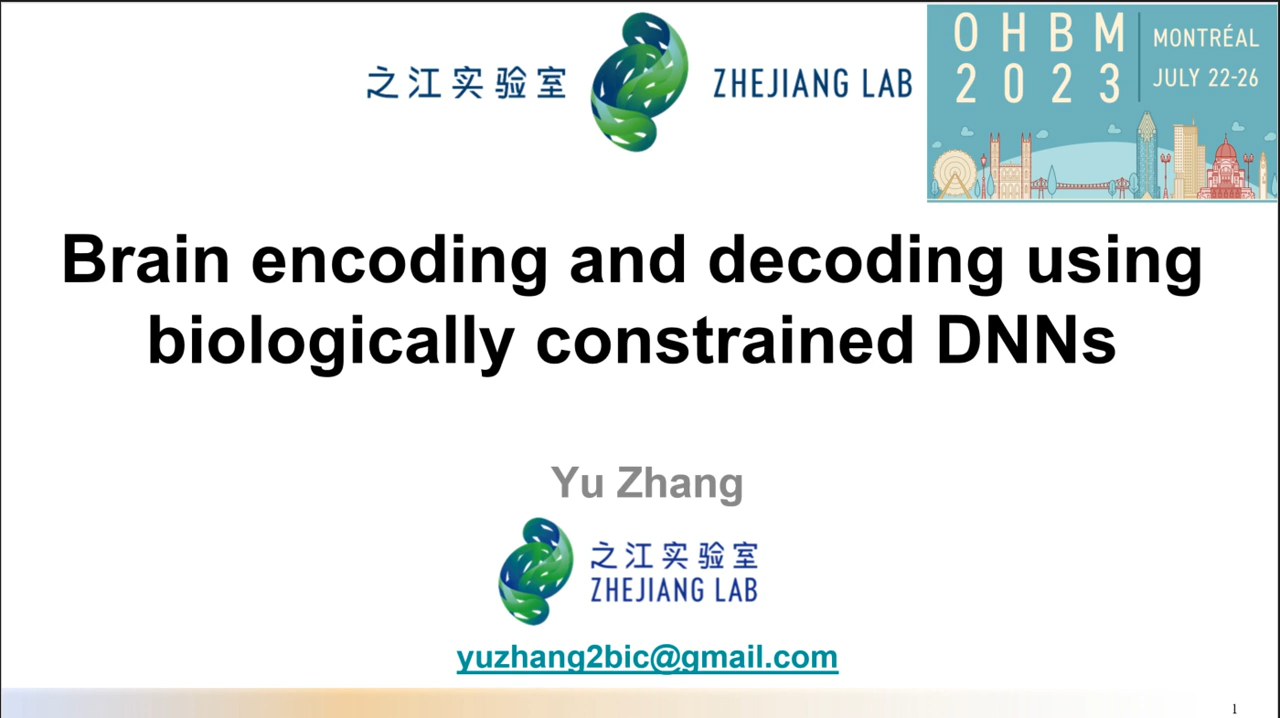 之江实验室
ZHEJIANG LAB
OHBM
2023
MONTRÉAL
JULY 22-26
Brain encoding and decoding using
biologically constrained DNNs
Yu Zhang
之江实验室
ZHEJIANG LAB
yuzhang2bic@gmail.com
1